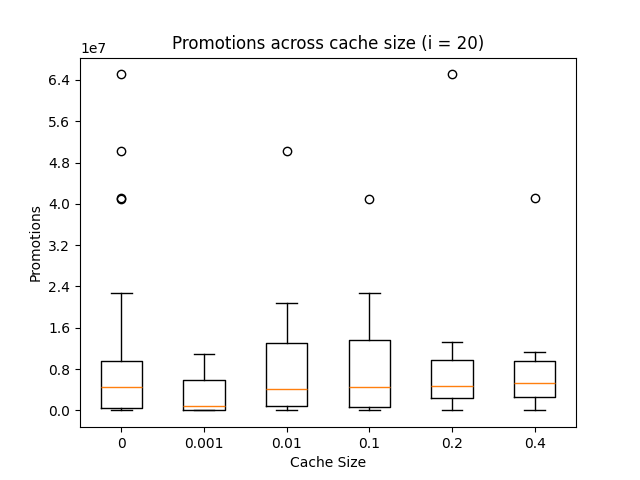 Promotions across cache size (i = 20)
1e7
6.4
5.6
4.8
4.0
3.2
2.4
1.6
0.8
0.0
Promotions
0 0.001 0.01 0.1 0.2 0.4
Cache Size